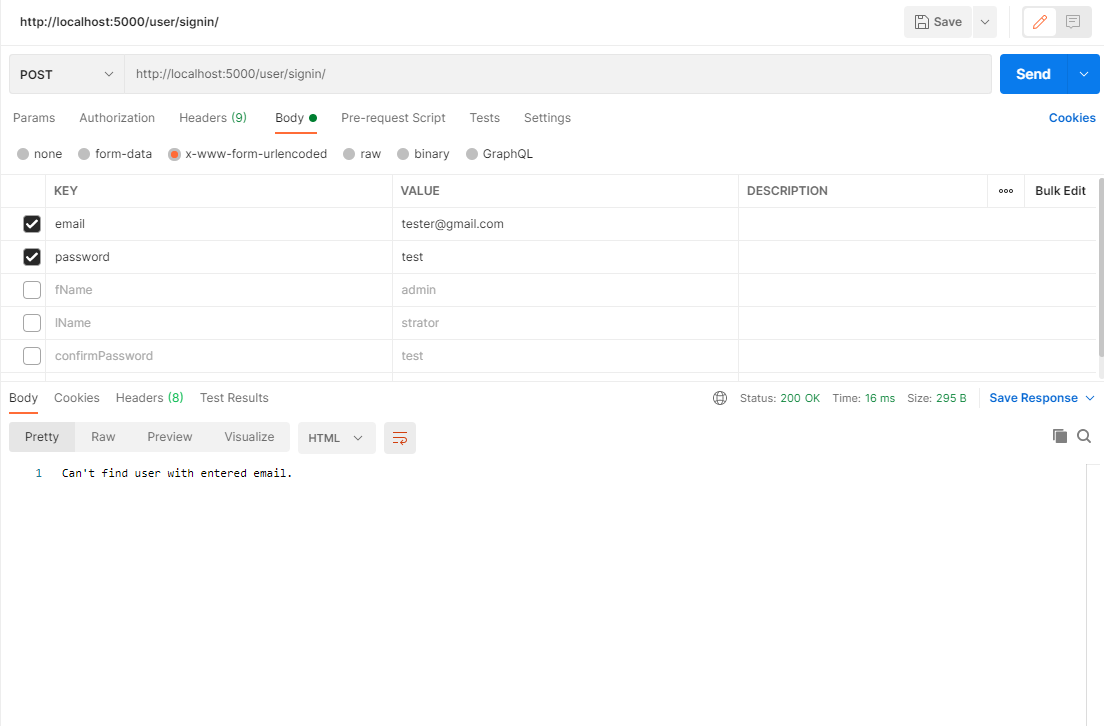 http://localhost:5000/user/signin/ Save
POST http://localhost:5000/user/signin/ Send
Params Authorization Headers (9) Body Pre-request Script Tests Settings Cookies
none form-data x-www-form-urlencoded raw binary GraphQL
KEY VALUE DESCRIPTION ooo Bulk Edit
email tester@gmail.com
password test
fName admin
lName strator
confirmPassword test
Body Cookies Headers (8) Test Results Status: 200 OK Time: 16 ms Size: 295 B Save Response
Pretty Raw Preview Visualize HTML
1 Can't find user with entered email.